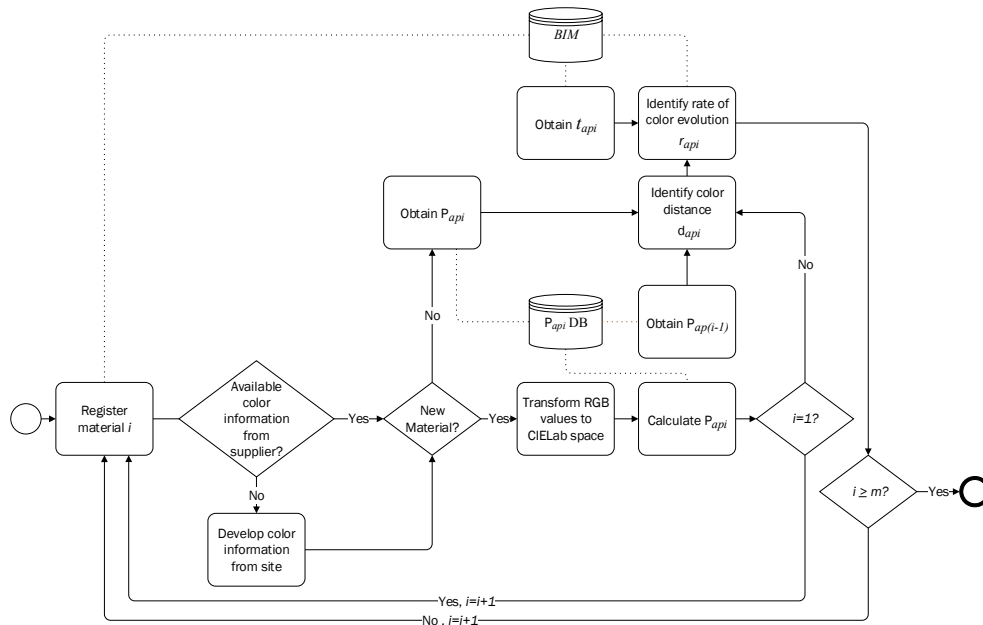 BIM
Obtain t_api
Identify rate of
color evolution
r_api
Obtain P_api
Identify color
distance
d_api
No
No
P_api DB
Obtain P_ap(i-1)
Register
material i
Available
color
information
from
supplier?
Yes
New
Material?
Yes
Transform RGB
values to
CIELab space
Calculate P_api
i=1?
No
Develop color
information
from site
i ≥ m?
Yes
Yes, i=i+1
No , i=i+1